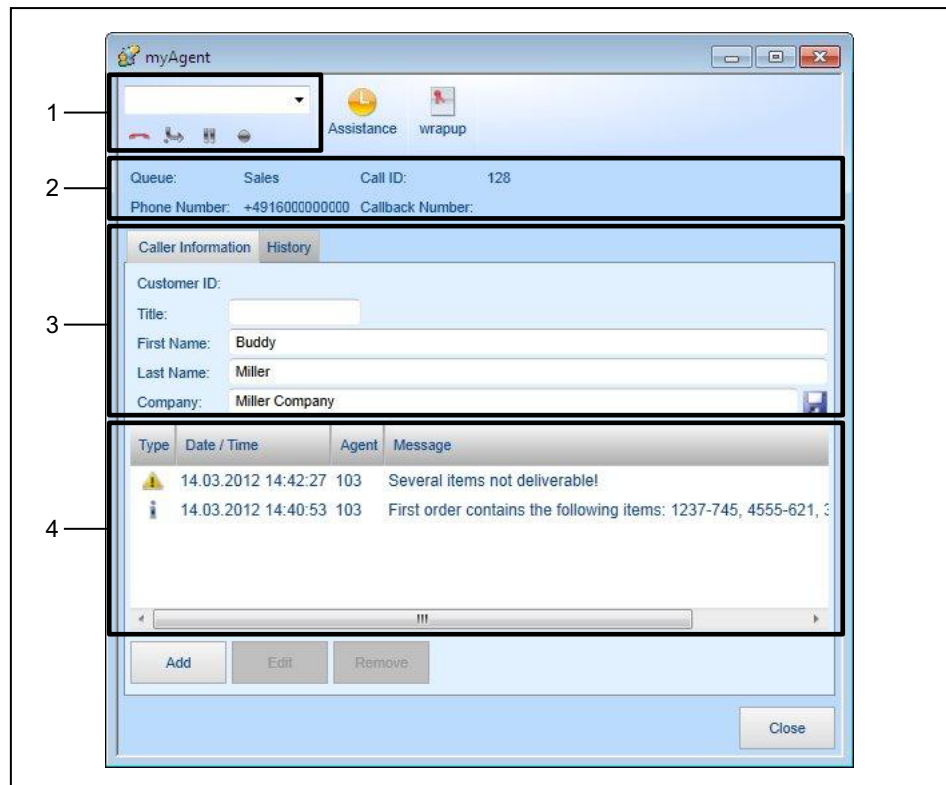 myAgent
1
Assistance wrapup
2
Queue: Sales Call ID: 128
Phone Number: +4916000000000 Callback Number:
Caller Information History
3
Customer ID:
Title:
First Name: Buddy
Last Name: Miller
Company: Miller Company
4
Type Date / Time Agent Message
14.03.2012 14:42:27 103 Several items not deliverable!
14.03.2012 14:40:53 103 First order contains the following items: 1237-745, 4555-621,
Add Edit Remove
Close